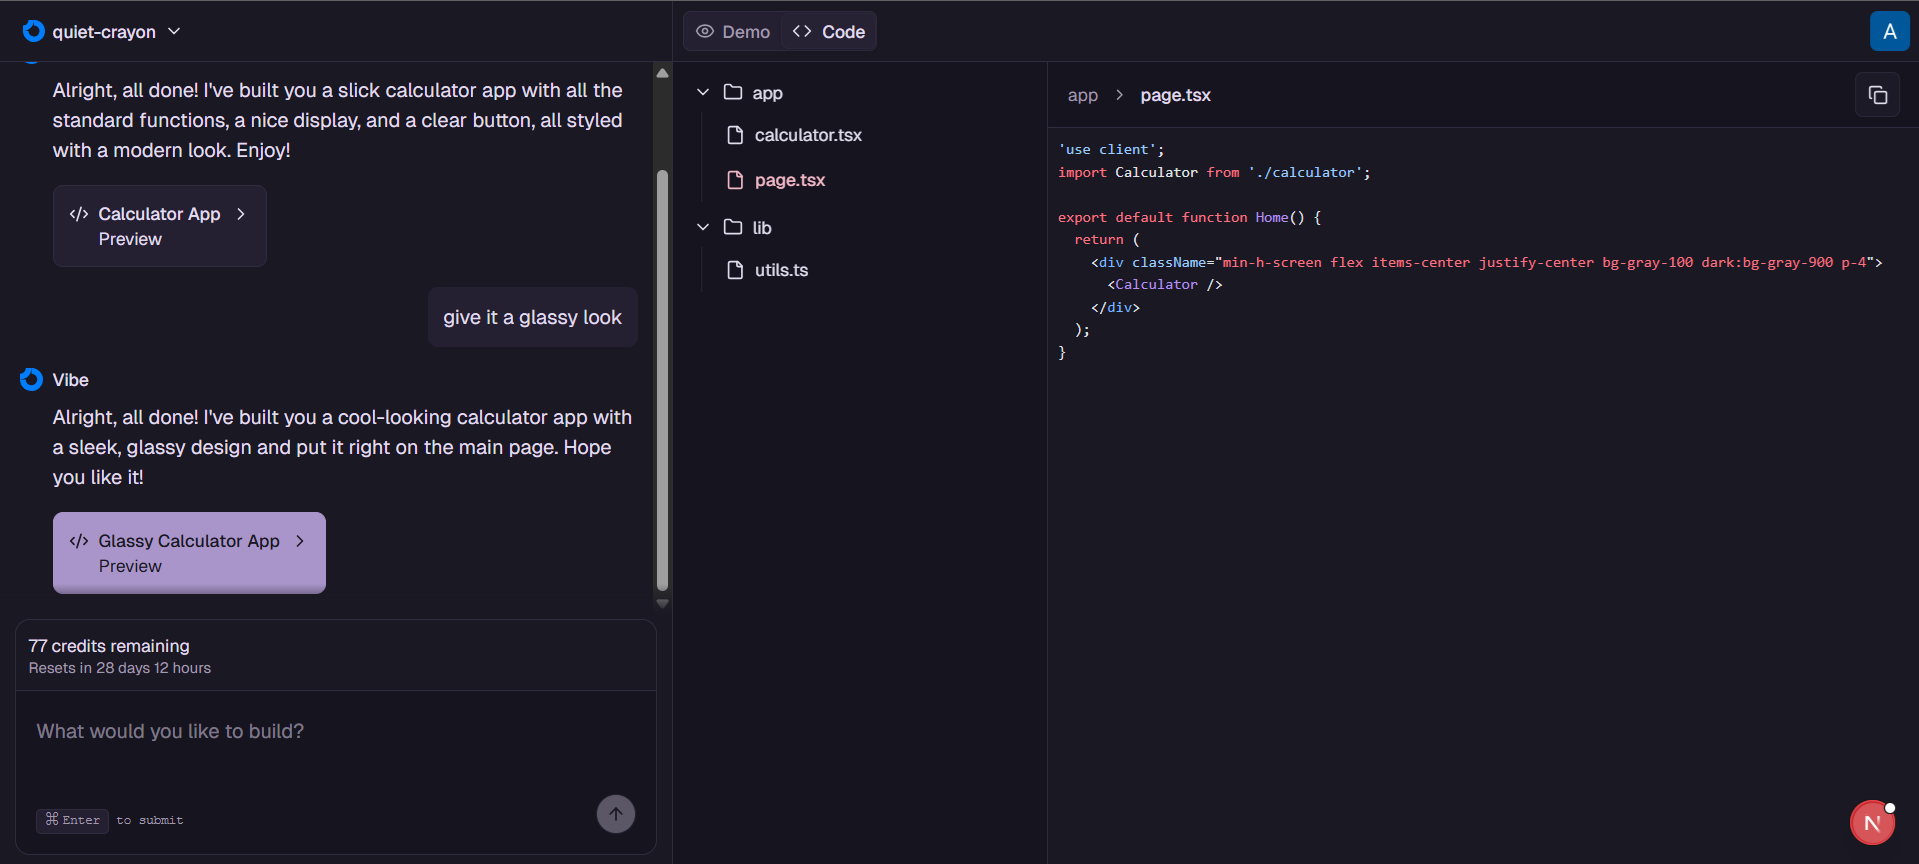 quiet-crayon
Demo
Code
A
Alright, all done! I've built you a slick calculator app with all the
standard functions, a nice display, and a clear button, all styled
with a modern look. Enjoy!
</> Calculator App
Preview
give it a glassy look
Vibe
Alright, all done! I've built you a cool-looking calculator app with
a sleek, glassy design and put it right on the main page. Hope
you like it!
</> Glassy Calculator App
Preview
77 credits remaining
Resets in 28 days 12 hours
What would you like to build?
⌘Enter to submit
app
calculator.tsx
page.tsx
lib
utils.ts
app > page.tsx
'use client';
import Calculator from './calculator';
export default function Home() {
return (
<div className="min-h-screen flex items-center justify-center bg-gray-100 dark:bg-gray-900 p-4">
<Calculator />
</div>
);
}
N